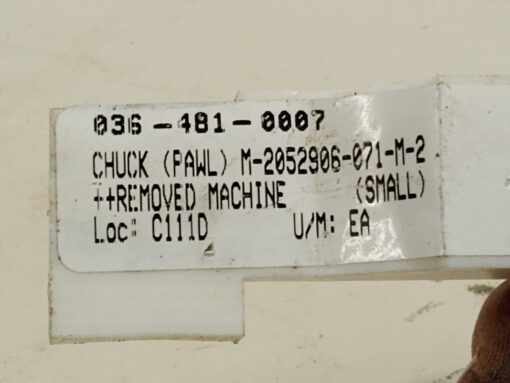 036-481-0007
CHUCK (PAWL) M-2052906-071-M-2
++REMOVED MACHINE (SMALL)
Loc: C111D U/M: EA